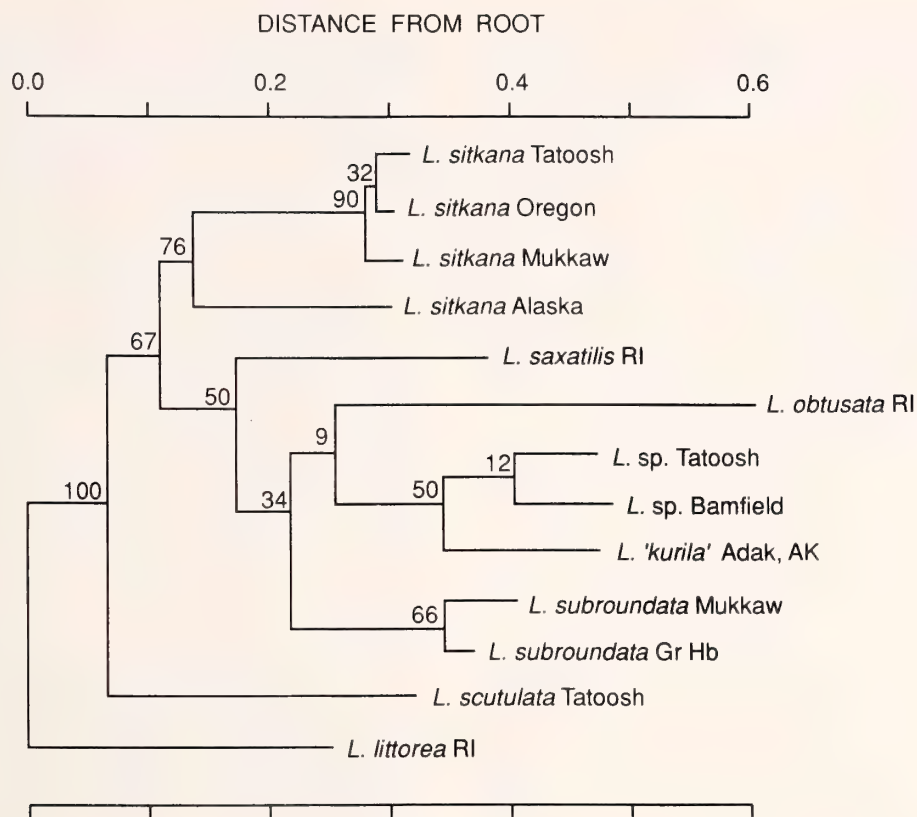 DISTANCE FROM ROOT
0.0 0.2 0.4 0.6
L. sitkana Tatoosh
32
90
L. sitkana Oregon
76
L. sitkana Mukkaw
L. sitkana Alaska
67
L. saxatilis RI
50
L. obtusata RI
9
12
L. sp. Tatoosh
100
34
50
L. sp. Bamfield
L. 'kurila' Adak, AK
66
L. subroundata Mukkaw
L. subroundata Gr Hb
L. scutulata Tatoosh
L. littorea RI